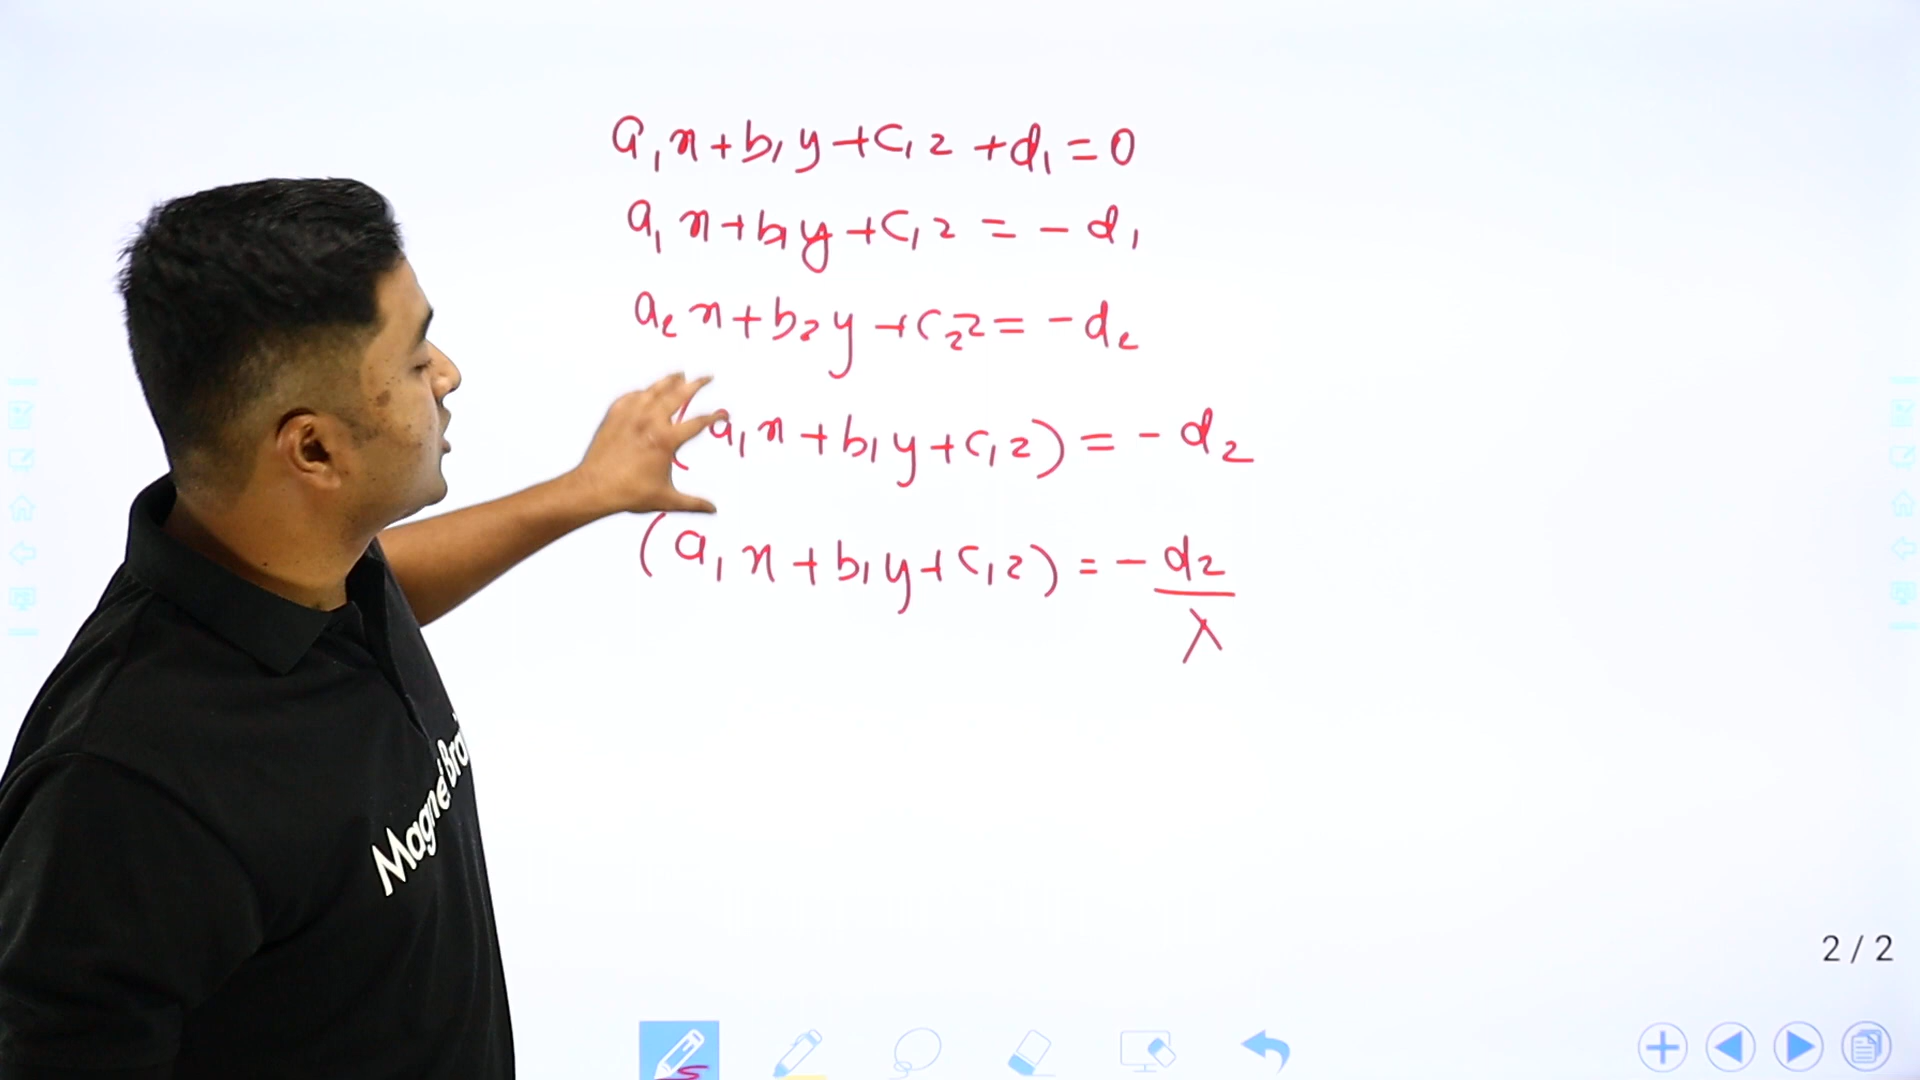 a₁x+b₁y+c₁z+d₁=0
a₁x+b₁y+c₁z=-d₁
a₂x+b₂y+c₂z=-d₂
(a₁x+b₁y+c₁z)=-d₂
(a₁x+b₁y+c₁z)=-d₂/λ
Magnet Bra
2/2